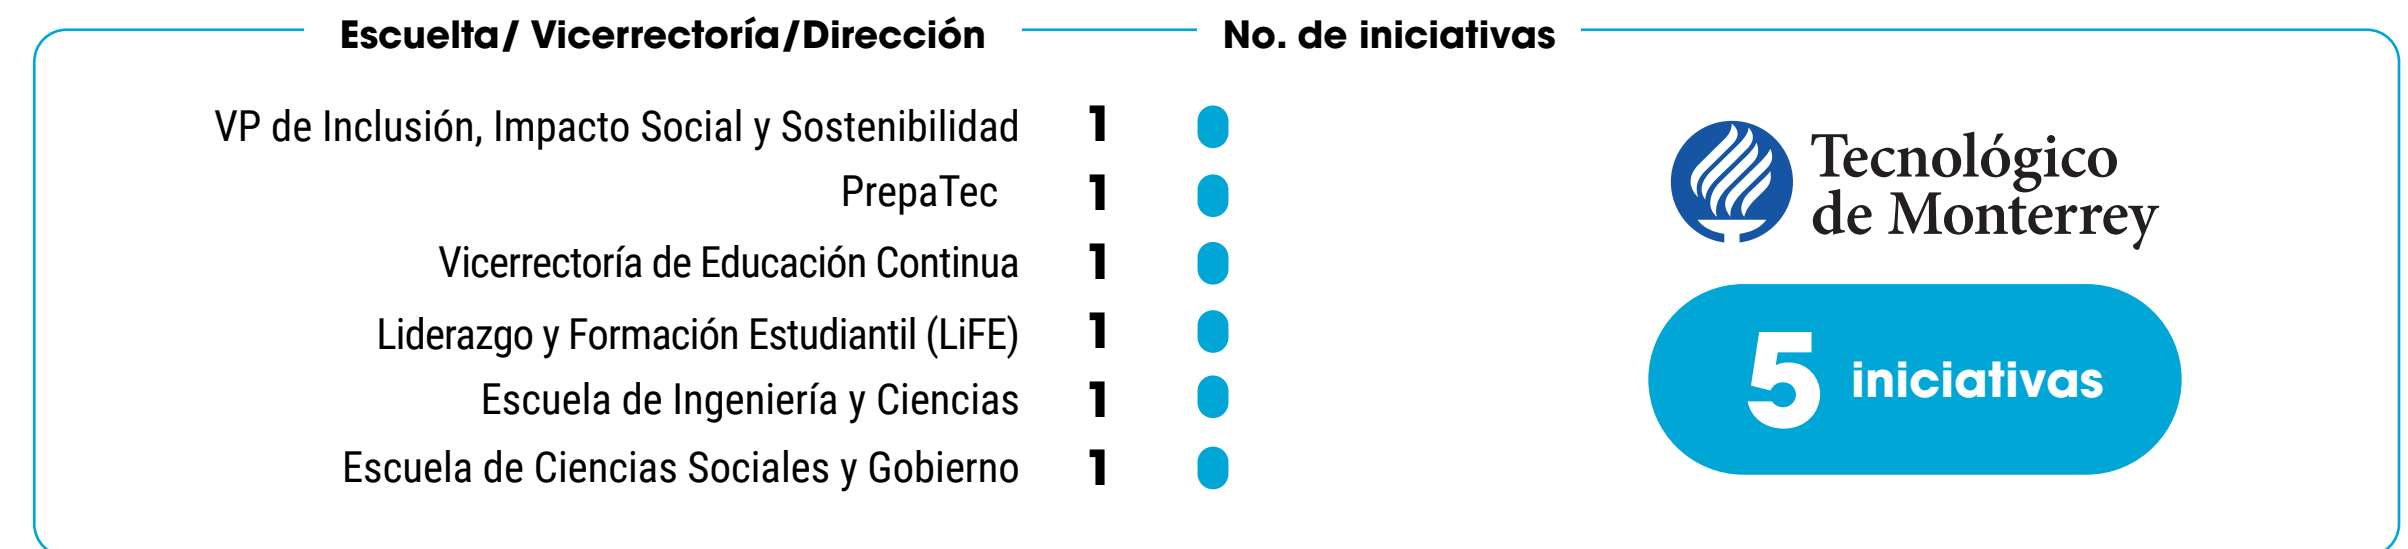 Escuelta/ Vicerrectoría/Dirección No. de iniciativas
VP de Inclusión, Impacto Social y Sostenibilidad 1
PrepaTec 1
Vicerrectoría de Educación Continua 1
Liderazgo y Formación Estudiantil (LiFE) 1
Escuela de Ingeniería y Ciencias 1
Escuela de Ciencias Sociales y Gobierno 1
Tecnológico
de Monterrey
5 iniciativas